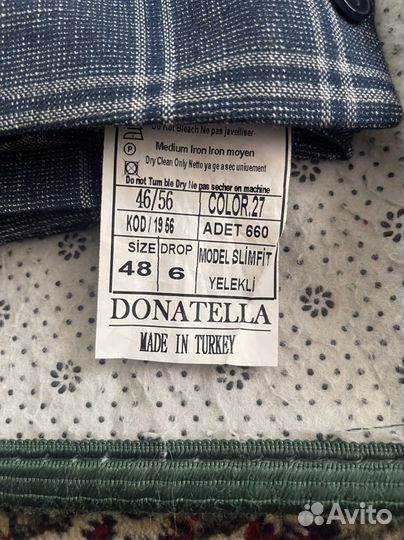 Do Not Bleach Ne pas javelliser
Medium Iron Iron moyen
Dry Clean Only Netto ya ge a sec uniuement
Do not Tum ble Dry Ne pas secher en machine
46/56 COLOR.27
KOD / 19 56 ADET 660
SIZE DROP MODEL SLİMFİT
48 6 YELEKLİ
DONATELLA
MADE IN TURKEY
Avito